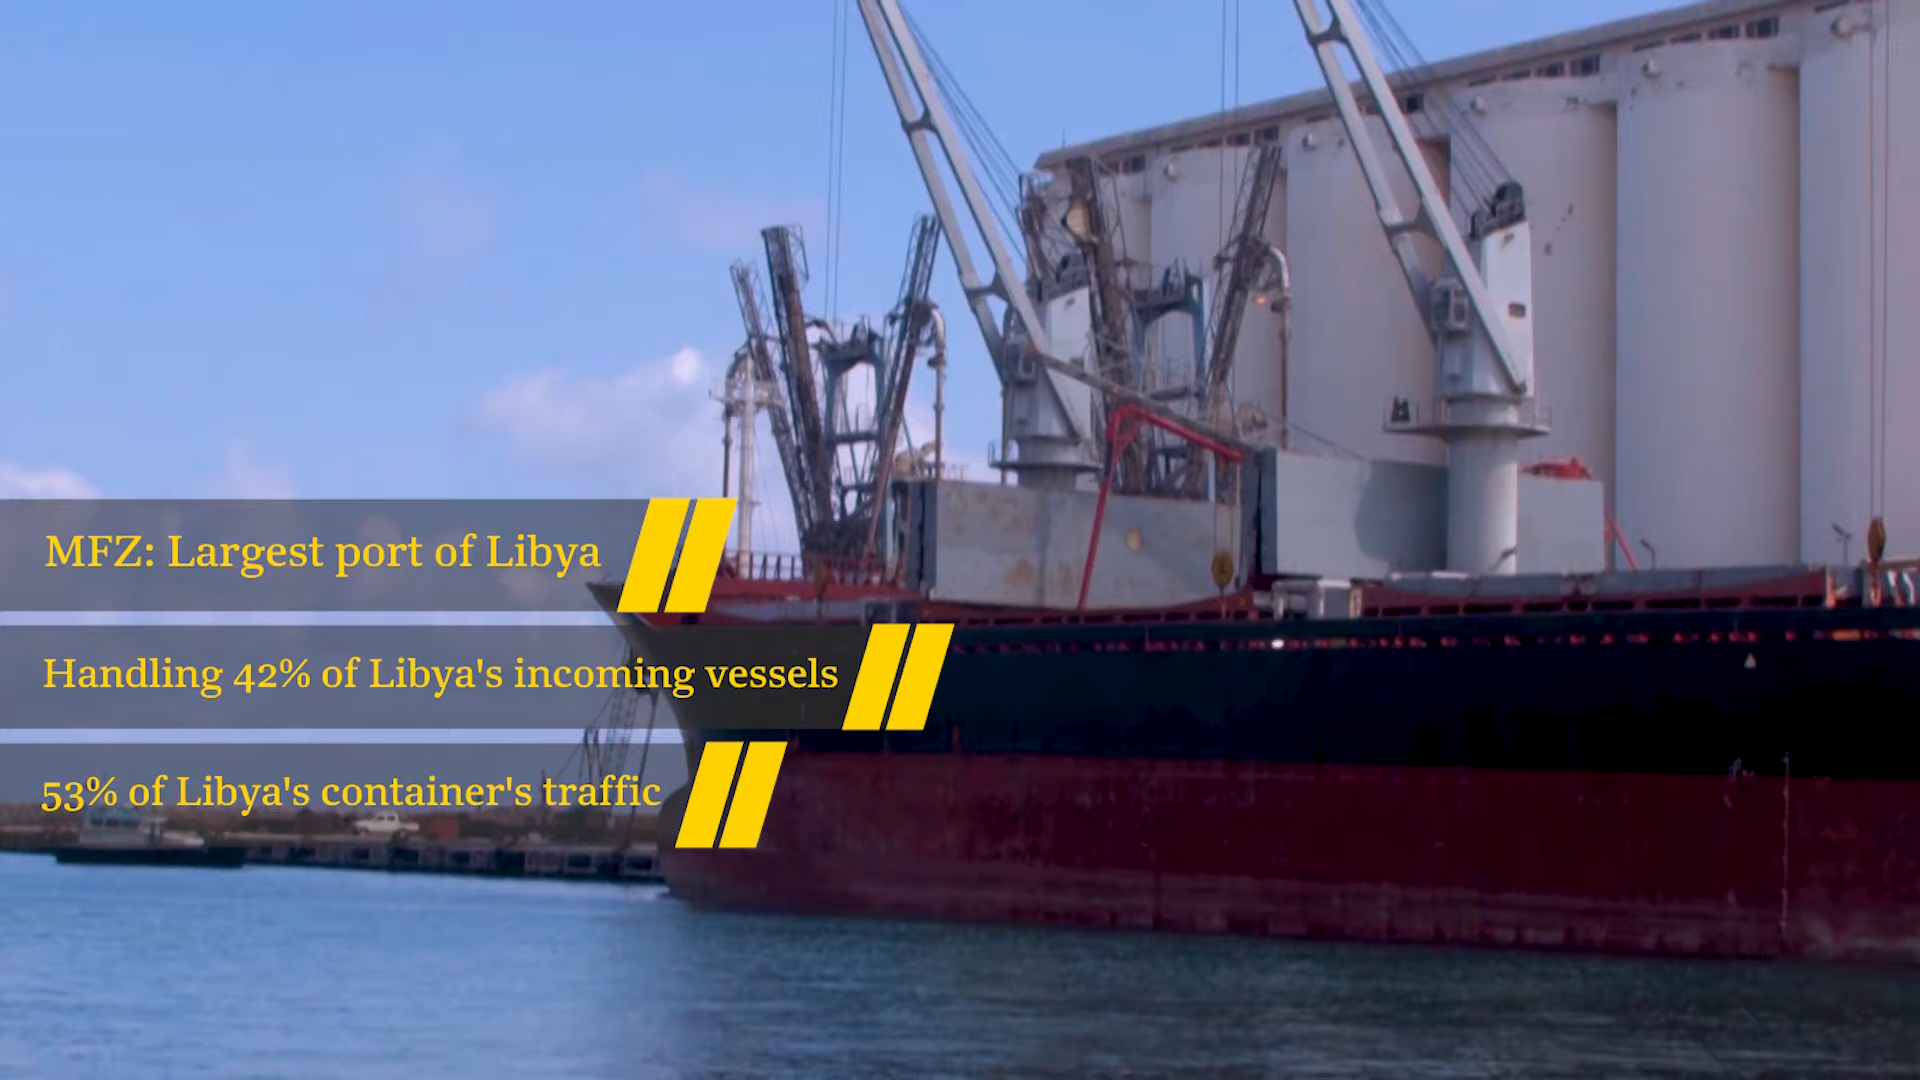 MFZ: Largest port of Libya
Handling 42% of Libya's incoming vessels
53% of Libya's container's traffic